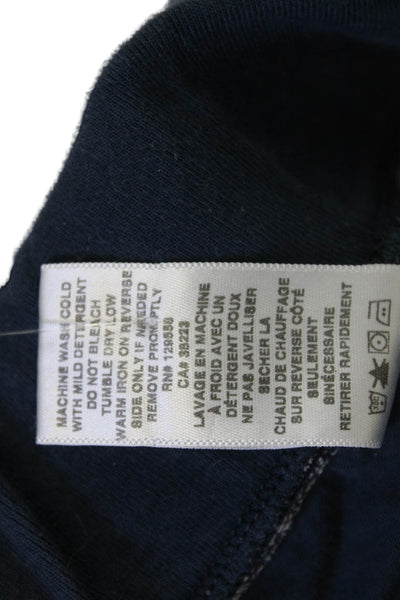 MACHINE WASH COLD
WITH MILD DETERGENT
DO NOT BLEACH
TUMBLE DRY LOW
WARM IRON ON REVERSE
SIDE ONLY IF NEEDED
REMOVE PROMPTLY
RN# 129558
CA# 38223
LAVAGE EN MACHINE
À FROID AVEC UN
DÉTERGENT DOUX
NE PAS JAVELLISER
SECHER LA
CHAUD DE CHAUFFAGE
SUR REVERSE CÔTÉ
SEULEMENT
SINÉCESSAIRE
RETIRER RAPIDEMENT
30C